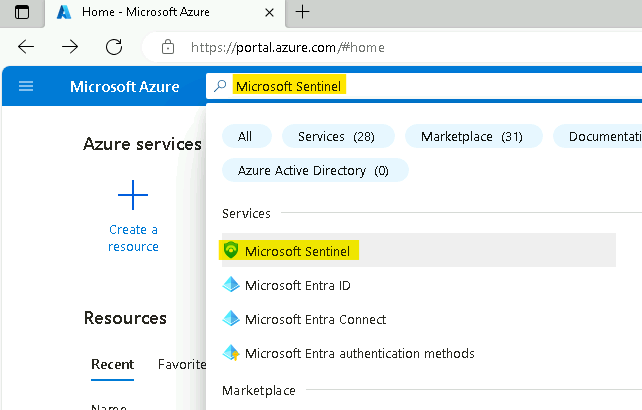 Home - Microsoft Azure
https://portal.azure.com/#home
Microsoft Azure
Microsoft Sentinel
All
Services (28)
Marketplace (31)
Documentati
Azure Active Directory (0)
Azure services
Create a
resource
Services
Microsoft Sentinel
Microsoft Entra ID
Microsoft Entra Connect
Microsoft Entra authentication methods
Marketplace
Resources
Recent
Favorite
Name